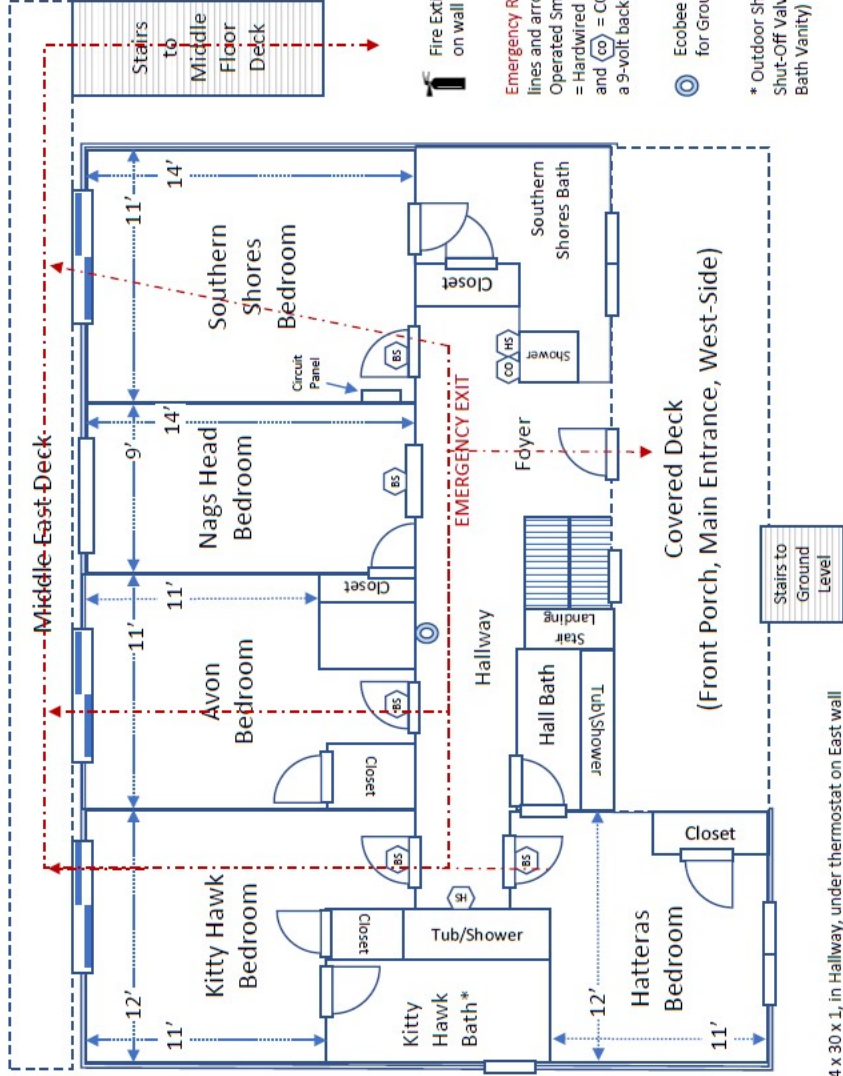 Middle East Deck
Stairs
to
Middle
Floor
Deck
Fire Ext
on wall
Emergency R
lines and arro
Operated Sm
= Hardwired
and CO = CO
a 9-volt back
Ecobee
for Grou
* Outdoor Sh
Shut-Off Valv
Bath Vanity)
Kitty Hawk
Bedroom
12'
11'
Avon
Bedroom
11'
11'
Nags Head
Bedroom
9'
14'
Southern
Shores
Bedroom
11'
14'
Circuit
Panel
Closet
Closet
Closet
Closet
BS
BS
BS
BS
BS
HS
CO
HS
EMERGENCY EXIT
Hallway
Foyer
Southern
Shores Bath
Shower
Kitty
Hawk
Bath*
Tub/Shower
Hall Bath
Tub\Shower
Stair
Landing
Hatteras
Bedroom
12'
11'
Closet
Covered Deck
(Front Porch, Main Entrance, West-Side)
Stairs to
Ground
Level
4 x 30 x 1, in Hallway, under thermostat on East wall